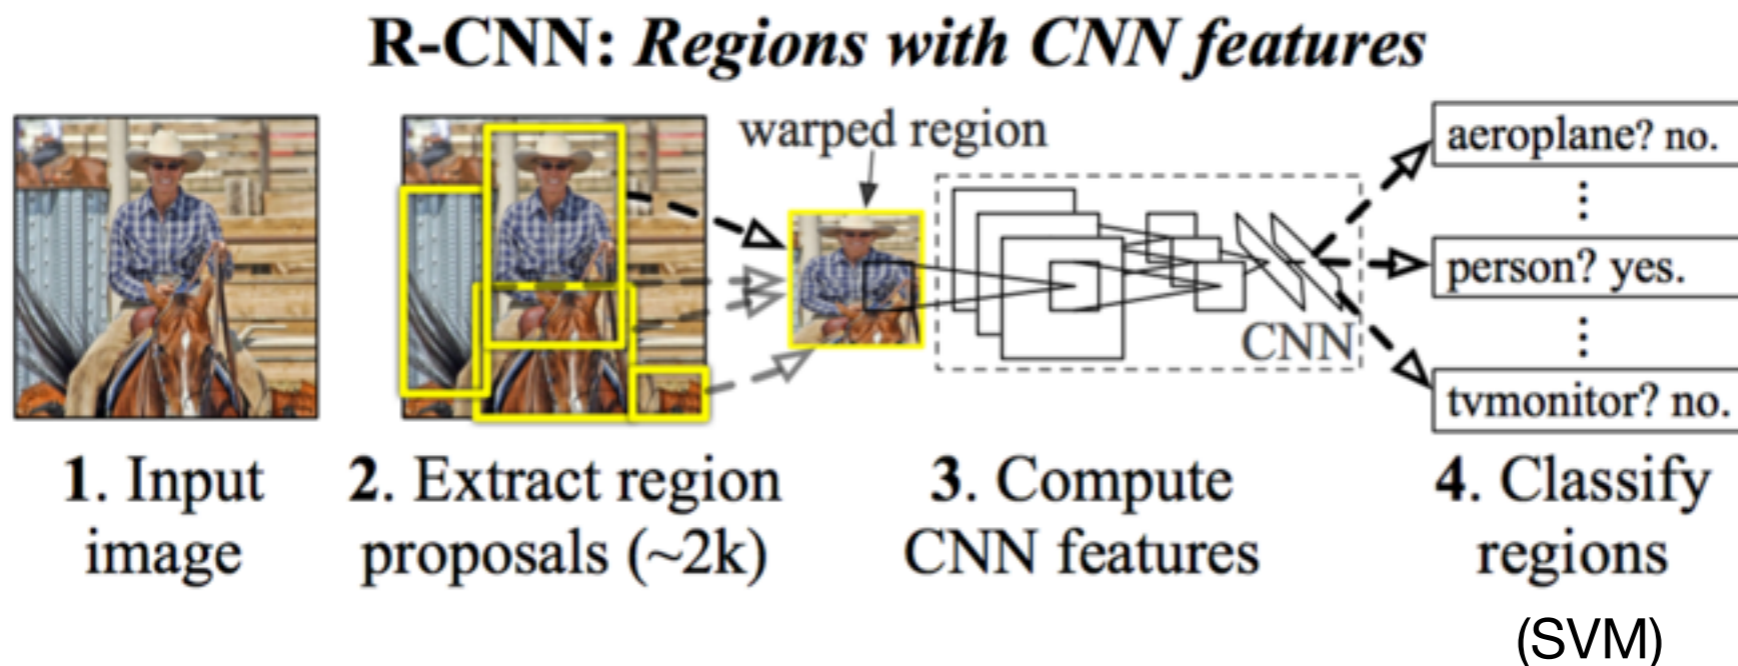 R-CNN: Regions with CNN features
warped region
aeroplane? no.
person? yes.
CNN
tvmonitor? no.
1. Input
image
2. Extract region
proposals (~2k)
3. Compute
CNN features
4. Classify
regions
(SVM)